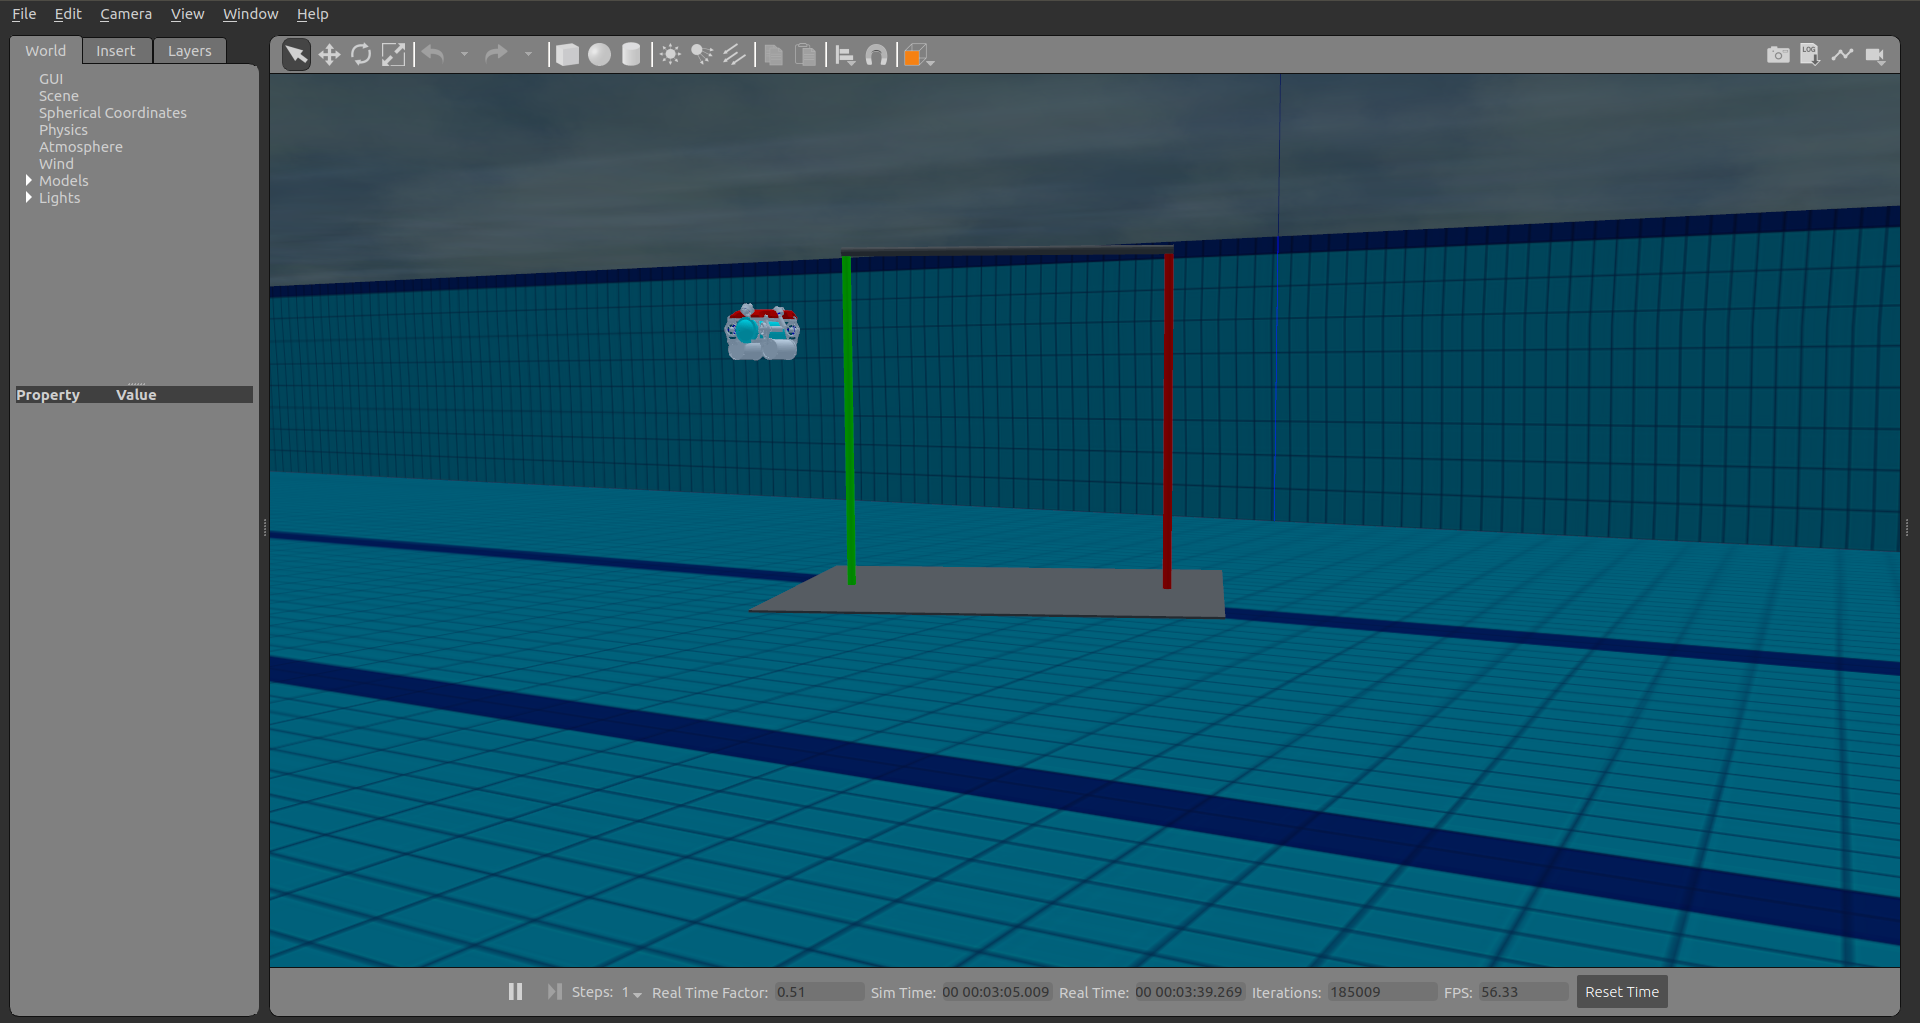 File Edit Camera View Window Help
World Insert Layers
LOG
GUI
Scene
Spherical Coordinates
Physics
Atmosphere
Wind
Models
Lights
Property Value
Steps: 1 Real Time Factor: 0.51 Sim Time: 00 00:03:05.009 Real Time: 00 00:03:39.269 Iterations: 185009 FPS: 56.33 Reset Time